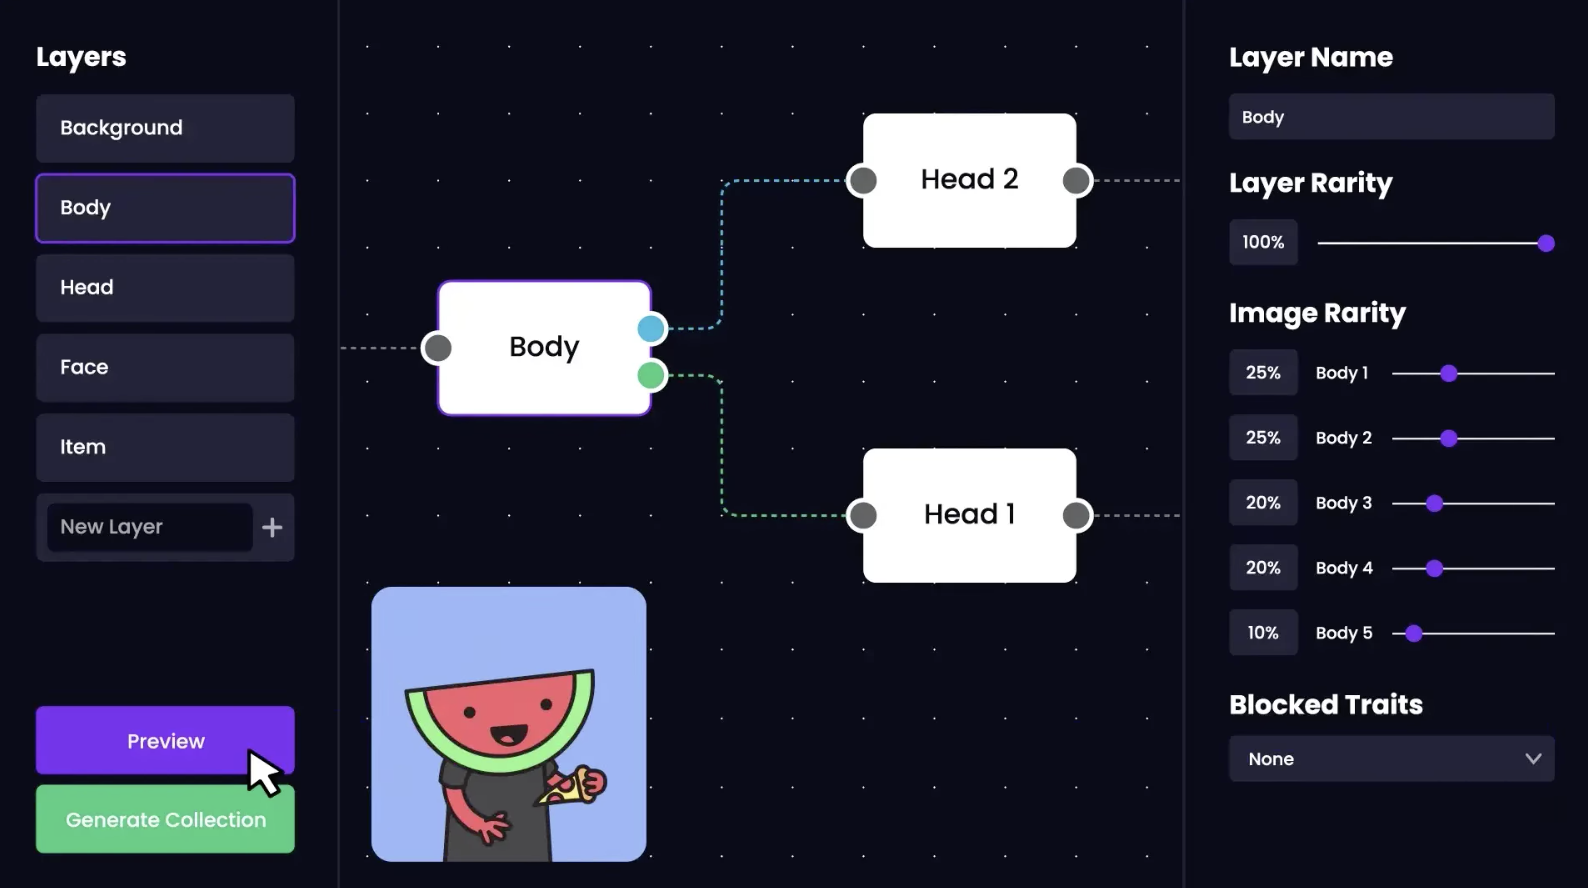 Layers
Background
Body
Head
Face
Item
New Layer
Preview
Generate Collection
Body
Head 2
Head 1
Layer Name
Body
Layer Rarity
100%
Image Rarity
25% Body 1
25% Body 2
20% Body 3
20% Body 4
10% Body 5
Blocked Traits
None